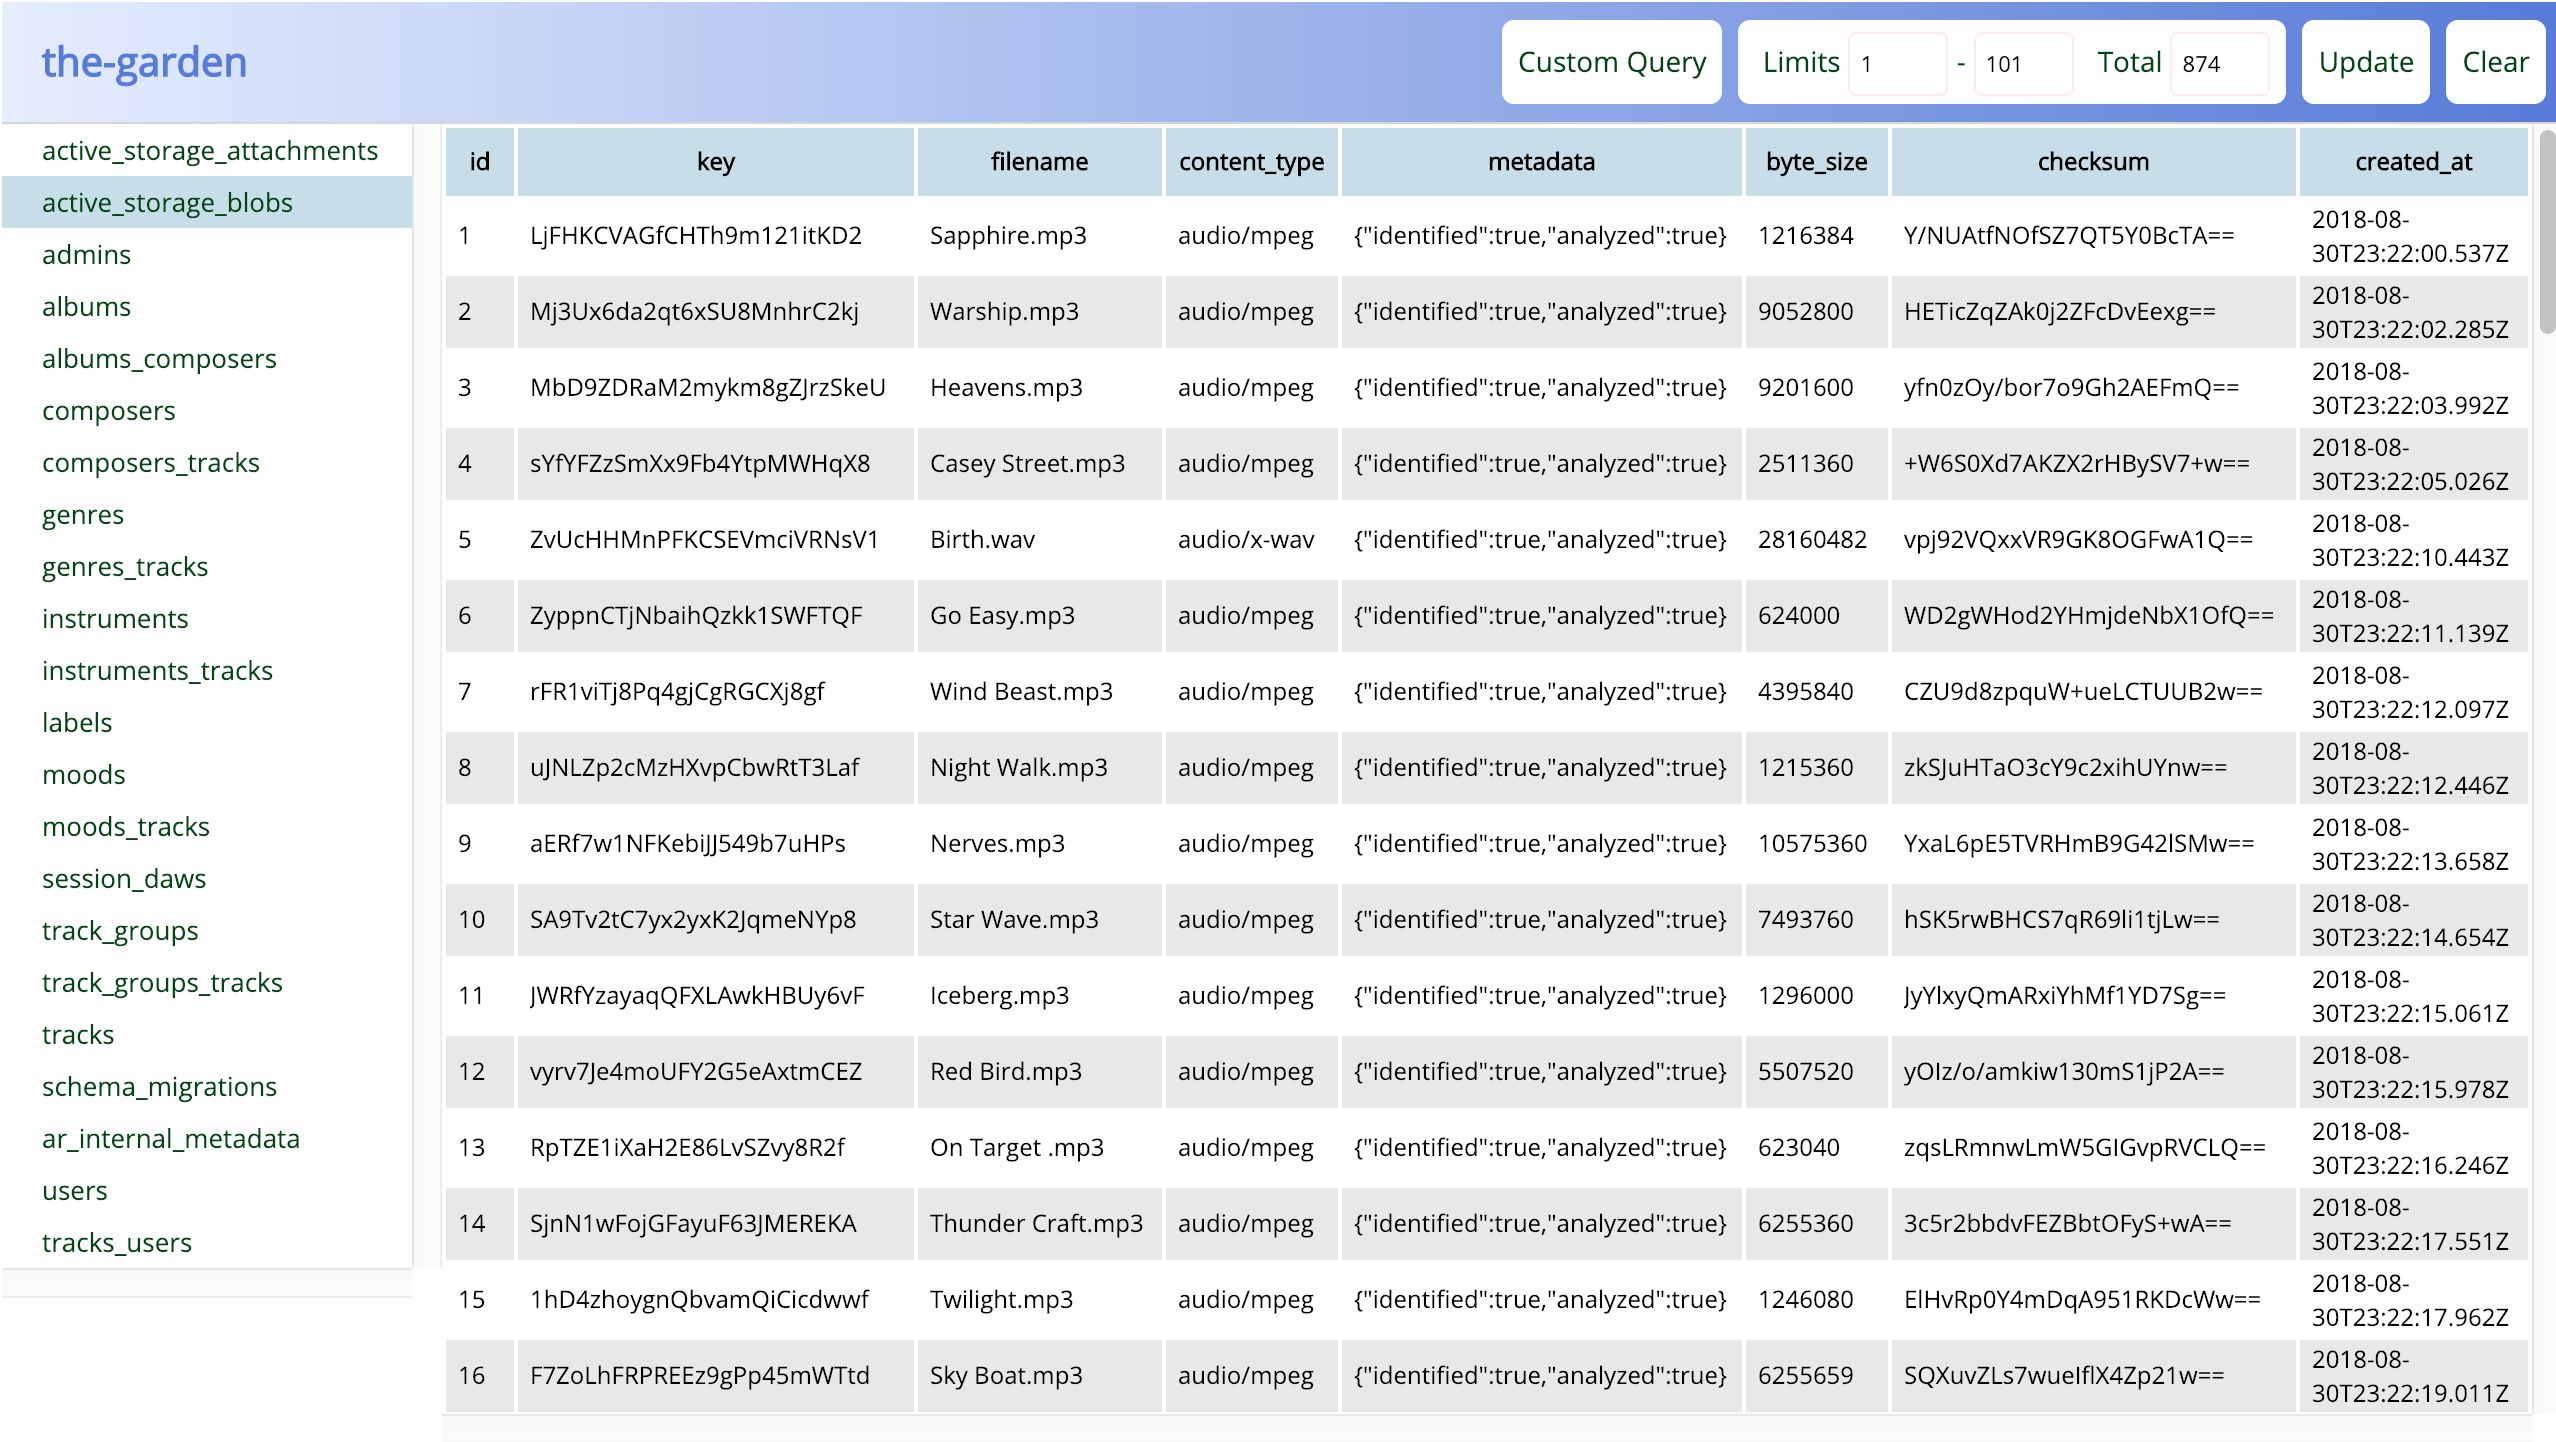 the-garden
Custom Query
Limits 1 - 101 Total 874
Update
Clear
active_storage_attachments
active_storage_blobs
admins
albums
albums_composers
composers
composers_tracks
genres
genres_tracks
instruments
instruments_tracks
labels
moods
moods_tracks
session_daws
track_groups
track_groups_tracks
tracks
schema_migrations
ar_internal_metadata
users
tracks_users
id key filename content_type metadata byte_size checksum created_at
1 LjFHKCVAGfCHTh9m121itKD2 Sapphire.mp3 audio/mpeg {"identified":true,"analyzed":true} 1216384 Y/NUAtfNOfSZ7QT5Y0BcTA== 2018-08-
30T23:22:00.537Z
2 Mj3Ux6da2qt6xSU8MnhrC2kj Warship.mp3 audio/mpeg {"identified":true,"analyzed":true} 9052800 HETicZqZAk0j2ZFcDvEexg== 2018-08-
30T23:22:02.285Z
3 MbD9ZDRaM2mykm8gZJrzSkeU Heavens.mp3 audio/mpeg {"identified":true,"analyzed":true} 9201600 yfn0zOy/bor7o9Gh2AEFmQ== 2018-08-
30T23:22:03.992Z
4 sYfYFZzSmXx9Fb4YtpMWHqX8 Casey Street.mp3 audio/mpeg {"identified":true,"analyzed":true} 2511360 +W6S0Xd7AKZX2rHBySV7+w== 2018-08-
30T23:22:05.026Z
5 ZvUcHHMnPFKCSEVmciVRNsV1 Birth.wav audio/x-wav {"identified":true,"analyzed":true} 28160482 vpj92VQxxVR9GK8OGFwA1Q== 2018-08-
30T23:22:10.443Z
6 ZyppnCTjNbaihQzkk1SWFTQF Go Easy.mp3 audio/mpeg {"identified":true,"analyzed":true} 624000 WD2gWHod2YHmjdeNbX1OfQ== 2018-08-
30T23:22:11.139Z
7 rFR1viTj8Pq4gjCgRGCXj8gf Wind Beast.mp3 audio/mpeg {"identified":true,"analyzed":true} 4395840 CZU9d8zpquW+ueLCTUUB2w== 2018-08-
30T23:22:12.097Z
8 uJNLZp2cMzHXvpCbwRtT3Laf Night Walk.mp3 audio/mpeg {"identified":true,"analyzed":true} 1215360 zkSJuHTaO3cY9c2xihUYnw== 2018-08-
30T23:22:12.446Z
9 aERf7w1NFKebiJJ549b7uHPs Nerves.mp3 audio/mpeg {"identified":true,"analyzed":true} 10575360 YxaL6pE5TVRHmB9G42lSMw== 2018-08-
30T23:22:13.658Z
10 SA9Tv2tC7yx2yxK2JqmeNYp8 Star Wave.mp3 audio/mpeg {"identified":true,"analyzed":true} 7493760 hSK5rwBHCS7qR69li1tjLw== 2018-08-
30T23:22:14.654Z
11 JWRfYzayaqQFXLAwkHBUy6vF Iceberg.mp3 audio/mpeg {"identified":true,"analyzed":true} 1296000 JyYlxyQmARxiYhMf1YD7Sg== 2018-08-
30T23:22:15.061Z
12 vyrv7Je4moUFY2G5eAxtmCEZ Red Bird.mp3 audio/mpeg {"identified":true,"analyzed":true} 5507520 yOIz/o/amkiw130mS1jP2A== 2018-08-
30T23:22:15.978Z
13 RpTZE1iXaH2E86LvSZvy8R2f On Target .mp3 audio/mpeg {"identified":true,"analyzed":true} 623040 zqsLRmnwLmW5GIGvpRVCLQ== 2018-08-
30T23:22:16.246Z
14 SjnN1wFojGFayuF63JMEREKA Thunder Craft.mp3 audio/mpeg {"identified":true,"analyzed":true} 6255360 3c5r2bbdvFEZBbtOFyS+wA== 2018-08-
30T23:22:17.551Z
15 1hD4zhoygnQbvamQiCicdwwf Twilight.mp3 audio/mpeg {"identified":true,"analyzed":true} 1246080 ElHvRp0Y4mDqA951RKDcWw== 2018-08-
30T23:22:17.962Z
16 F7ZoLhFRPREEz9gPp45mWTtd Sky Boat.mp3 audio/mpeg {"identified":true,"analyzed":true} 6255659 SQXuvZLs7wueIflX4Zp21w== 2018-08-
30T23:22:19.011Z